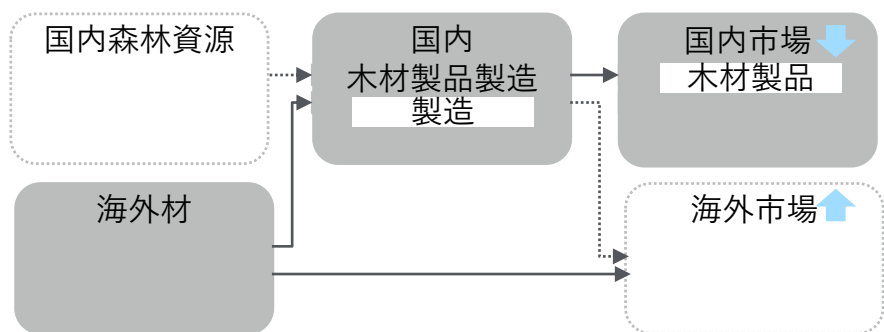 国内森林資源
国内
木材製品製造
製造
国内市場
木材製品
海外材
海外市場